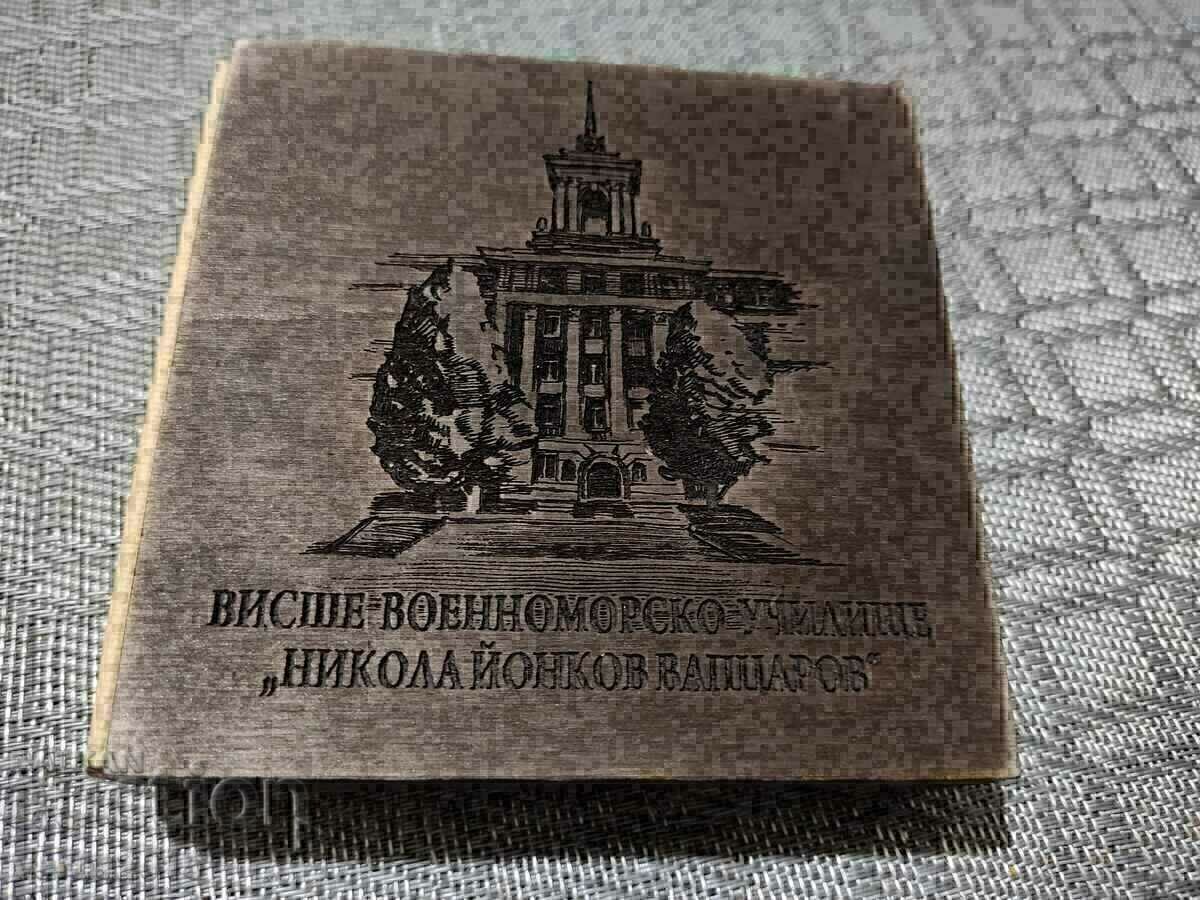 ВИСШЕ ВОЕННОМОРСКО УЧИЛИЩЕ
„НИКОЛА ЙОНКОВ ВАПЦАРОВ“